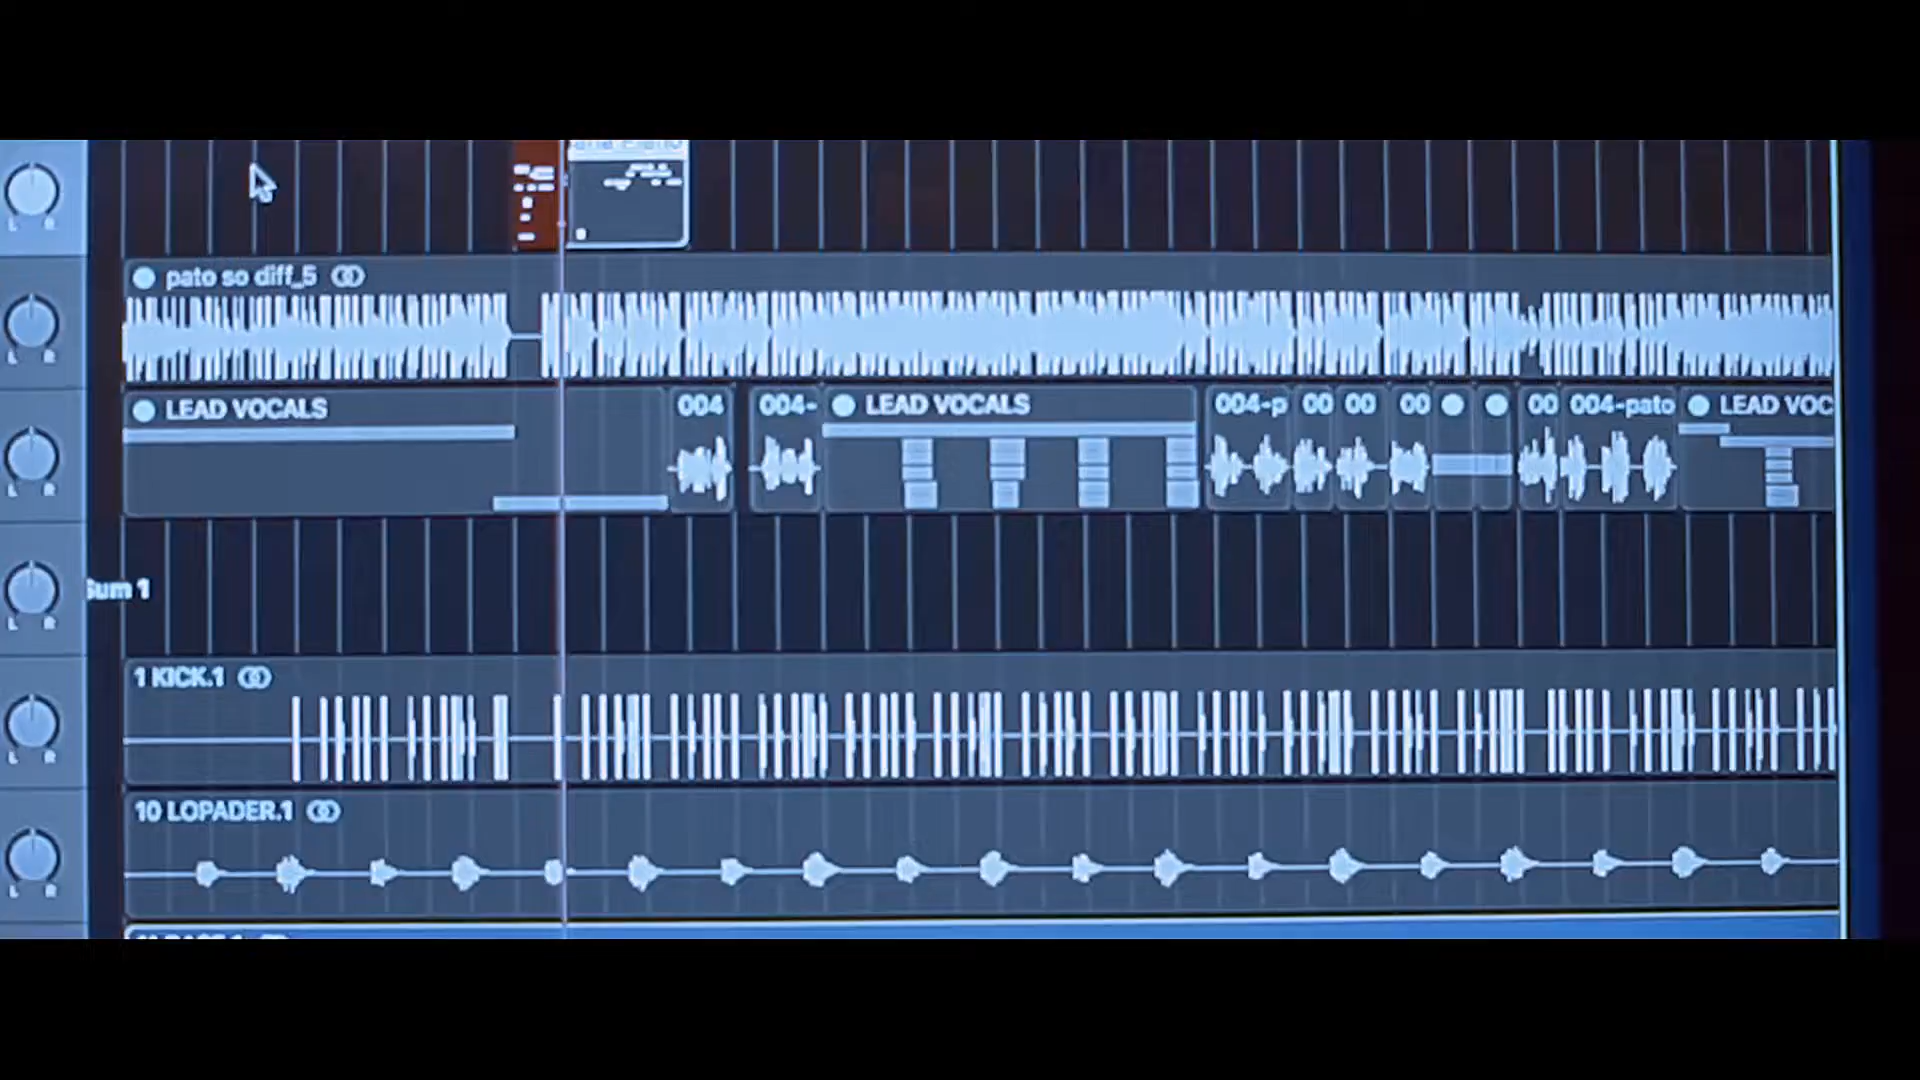 pato so diff_5
LEAD VOCALS 004 004- LEAD VOCALS 004-p 00 00 00 00 004-pato LEAD VOC
Sum 1
1 KICK.1
10 LOPADER.1
L R
L R
L R
L R
L R
L R